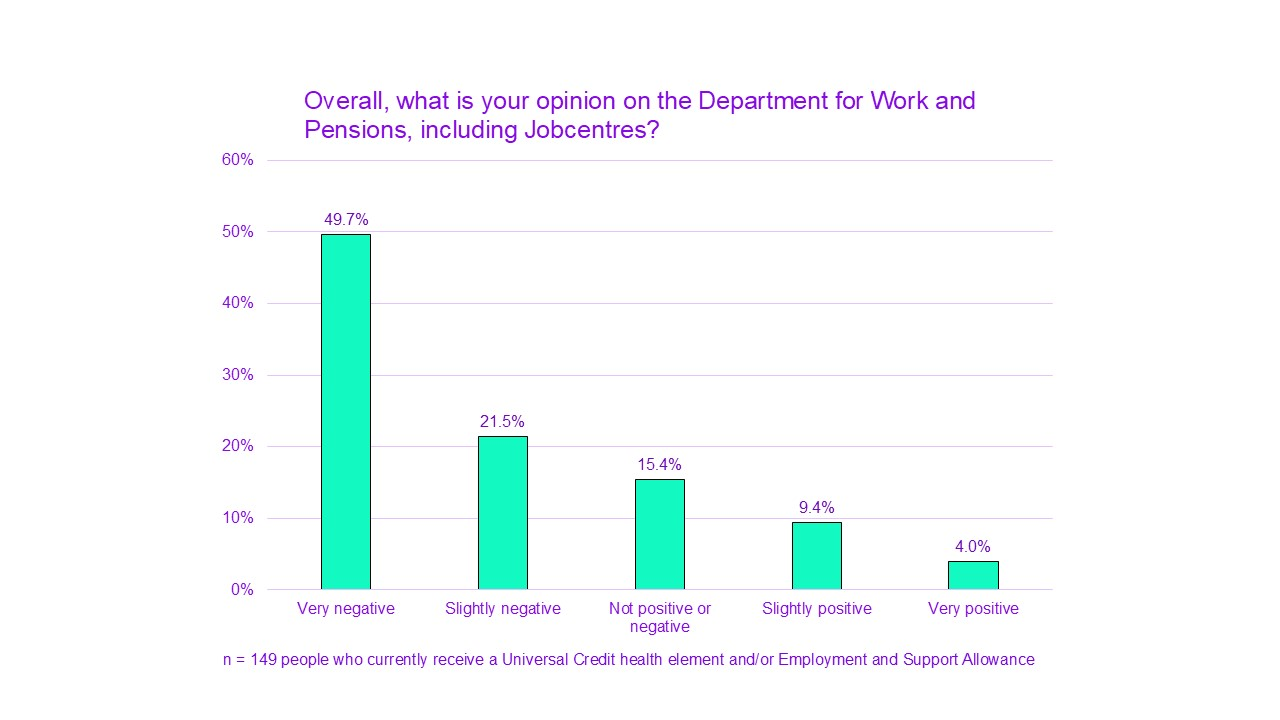 Overall, what is your opinion on the Department for Work and
Pensions, including Jobcentres?
60%
50%
40%
30%
20%
10%
0%
49.7%
21.5%
15.4%
9.4%
4.0%
Very negative
Slightly negative
Not positive or
negative
Slightly positive
Very positive
n = 149 people who currently receive a Universal Credit health element and/or Employment and Support Allowance